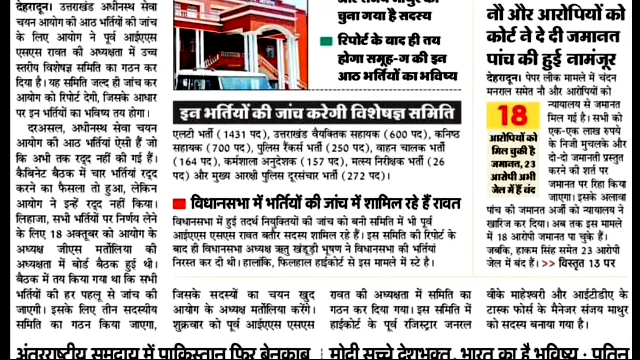 देहरादून। उत्तराखंड अधीनस्थ सेवा
चयन आयोग की आठ भर्तियों की जांच
के लिए आयोग ने पूर्व आईएएस
एसएस रावत की अध्यक्षता में उच्च
स्तरीय विशेषज्ञ समिति का गठन कर
दिया है। यह समिति जल्द ही जांच कर
आयोग को रिपोर्ट देगी, जिसके आधार
पर इन भर्तियों का भविष्य तय होगा।
दरअसल, अधीनस्थ सेवा चयन
आयोग की आठ भर्तियां ऐसी हैं जो
कि अभी तक रद्द नहीं की गई हैं।
कैबिनेट बैठक में चार भर्तियां रद्द
करने का फैसला तो हुआ, लेकिन
आयोग ने इन्हें रद्द नहीं किया।
लिहाजा, सभी भर्तियों पर निर्णय लेने
के लिए 18 अक्तूबर को आयोग के
अध्यक्ष जीएस मर्तोलिया की
अध्यक्षता में बोर्ड बैठक हुई थी।
बैठक में तय किया गया था कि सभी
भर्तियों की हर पहलू से जांच की
जाएगी। इसके लिए तीन सदस्यीय
समिति का गठन किया जाएगा,
चुना गया है सदस्य
रिपोर्ट के बाद ही तय
होगा समूह-ग की इन
आठ भर्तियों का भविष्य
इन भर्तियों की जांच करेगी विशेषज्ञ समिति
एलटी भर्ती (1431 पद), उत्तराखंड वैयक्तिक सहायक (600 पद), कनिष्ठ
सहायक (700 पद), पुलिस रैंकर्स भर्ती (250 पद), वाहन चालक भर्ती
(164 पद), कर्मशाला अनुदेशक (157 पद), मत्स्य निरीक्षक भर्ती (26
पद) और मुख्य आरक्षी पुलिस दूरसंचार भर्ती (272 पद)।
विधानसभा में भर्तियों की जांच में शामिल रहे हैं रावत
विधानसभा में हुई तदर्थ नियुक्तियों की जांच को बनी समिति में भी पूर्व
आईएएस एसएस रावत बतौर सदस्य शामिल रहे हैं। इस समिति की रिपोर्ट के
बाद ही विधानसभा अध्यक्ष ऋतु खंडूड़ी भूषण ने विधानसभा की भर्तियां
निरस्त कर दी थी। हालांकि, फिलहाल हाईकोर्ट से इस मामले में स्टे है।
जिसके सदस्यों का चयन खुद
आयोग के अध्यक्ष मर्तोलिया करेंगे।
शुक्रवार को पूर्व आईएएस एसएस
रावत की अध्यक्षता में समिति का
गठन कर दिया गया। इस समिति में
हाईकोर्ट के पूर्व रजिस्ट्रार जनरल
वीके माहेश्वरी और आईटीडीए के
टास्क फोर्स के मैनेजर संजय माथुर को
सदस्य बनाया गया है।
नौ और आरोपियों को
कोर्ट ने दे दी जमानत
पांच की हुई नामंजूर
देहरादून। पेपर लीक मामले में चंदन
मनराल समेत नौ और आरोपियों को
न्यायालय से जमानत
मिल गई है। सभी को
एक-एक लाख रुपये
के निजी मुचलके और
दो-दो जमानती प्रस्तुत
करने की शर्त पर
जमानत पर रिहा किया
जाएगा। इसके अलावा
पांच की जमानत अर्जी को न्यायालय ने
खारिज कर दिया। अब तक इस मामले
में 18 आरोपी जमानत पा चुके हैं।
जबकि, हाकम सिंह समेत 23 आरोपी
जेल में बंद हैं। >> विस्तृत 13 पर
18
आरोपियों को
मिल चुकी है
जमानत, 23
आरोपी अभी
जेल में हैं बंद
अंतरराष्ट्रीय समुदाय में पाकिस्तान फिर बेनकाब
मोदी सच्चे देशभक्त, भारत का है भविष्य : पुतिन